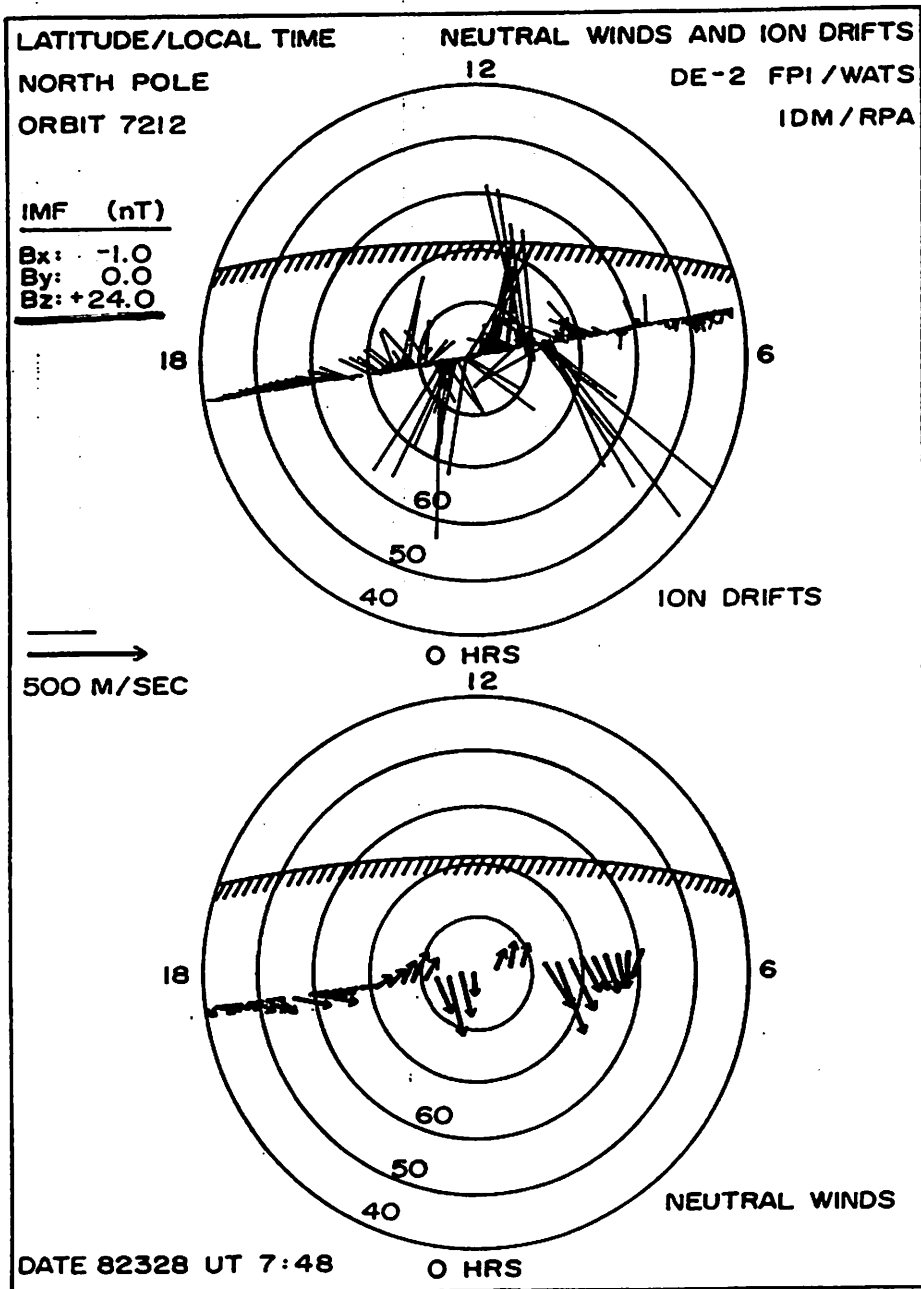 LATITUDE/LOCAL TIME NEUTRAL WINDS AND ION DRIFTS
NORTH POLE 12 DE-2 FPI/WATS
ORBIT 7212 IDM/RPA
IMF (nT)
Bx: -1.0
By: 0.0
Bz: +24.0
18 6
60
50
40 ION DRIFTS
0 HRS
500 M/SEC 12
18 6
60
50
40 NEUTRAL WINDS
DATE 82328 UT 7:48 0 HRS